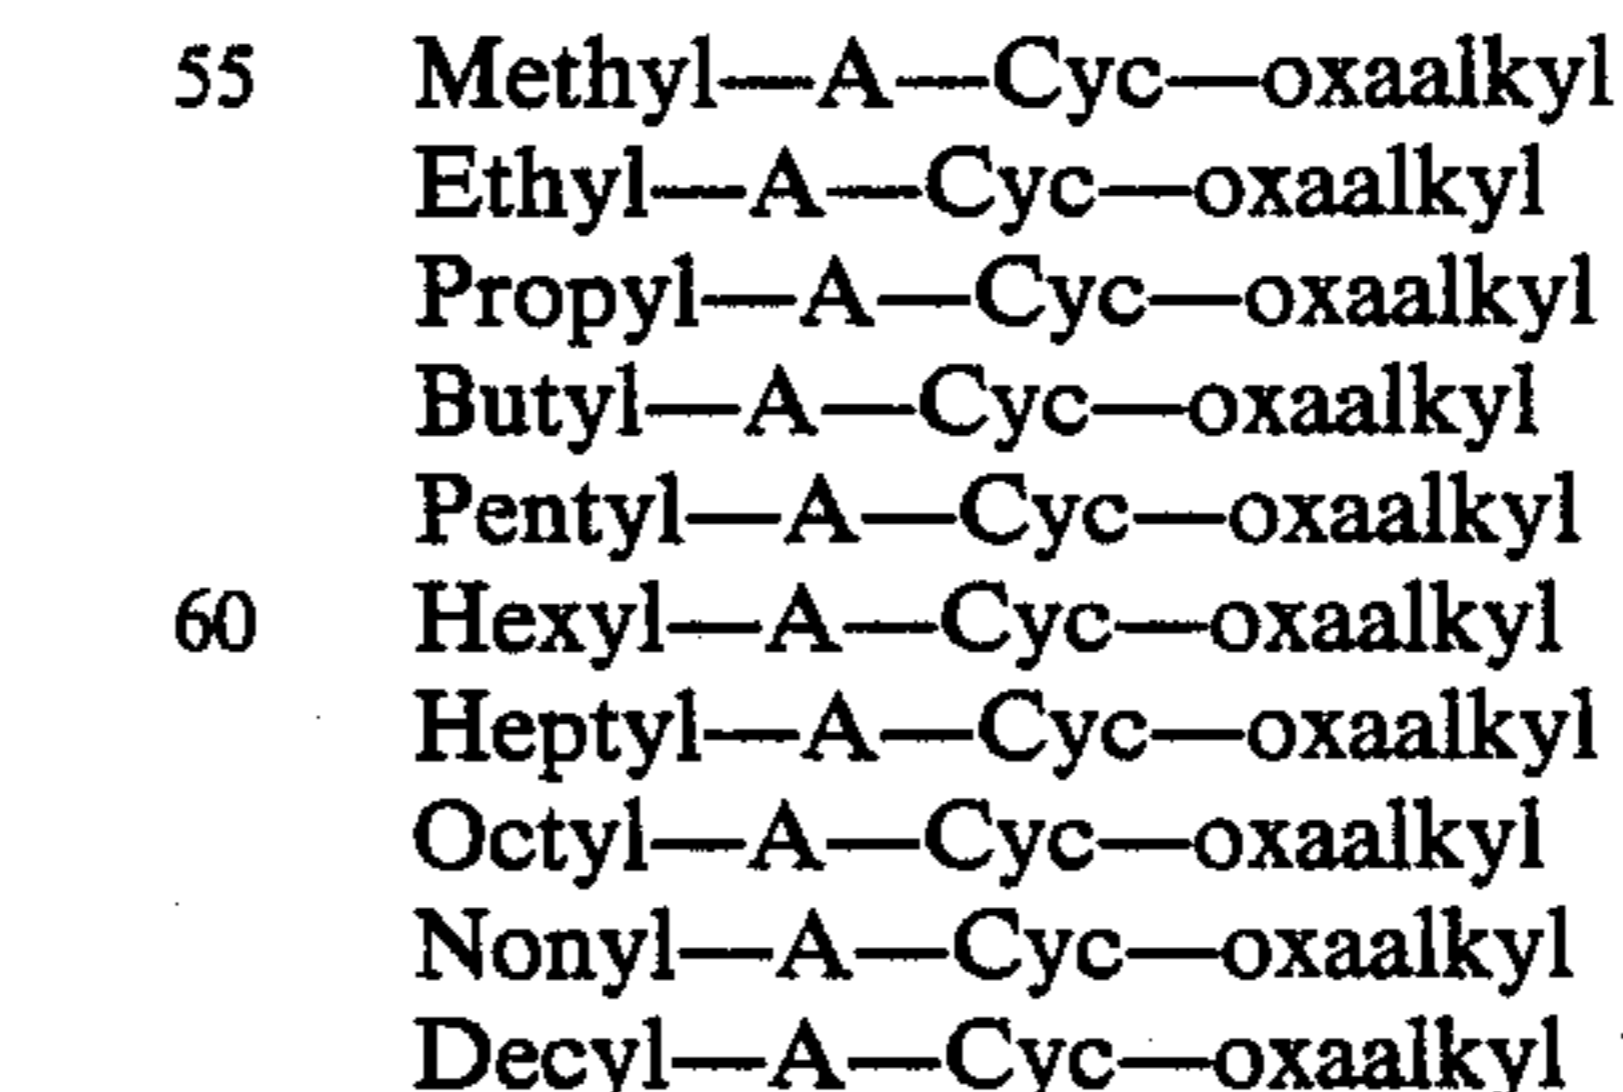 55 Methyl—A—Cyc—oxaalkyl
Ethyl—A—Cyc—oxaalkyl
Propyl—A—Cyc—oxaalkyl
Butyl—A—Cyc—oxaalkyl
Pentyl—A—Cyc—oxaalkyl
60 Hexyl—A—Cyc—oxaalkyl
Heptyl—A—Cyc—oxaalkyl
Octyl—A—Cyc—oxaalkyl
Nonyl—A—Cyc—oxaalkyl
Decyl—A—Cyc—oxaalkyl